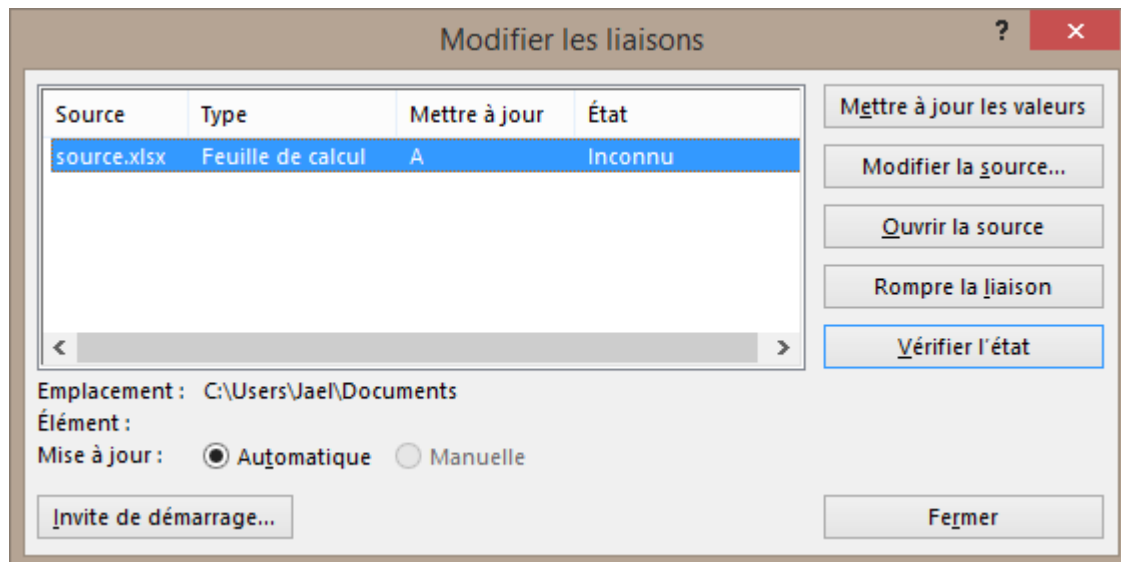 Modifier les liaisons ?
Source Type Mettre à jour État
source.xlsx Feuille de calcul A Inconnu
Mettre à jour les valeurs
Modifier la source...
Ouvrir la source
Rompre la liaison
Vérifier l'état
Emplacement : C:\Users\Jael\Documents
Élément :
Mise à jour : Automatique Manuelle
Invite de démarrage...
Fermer